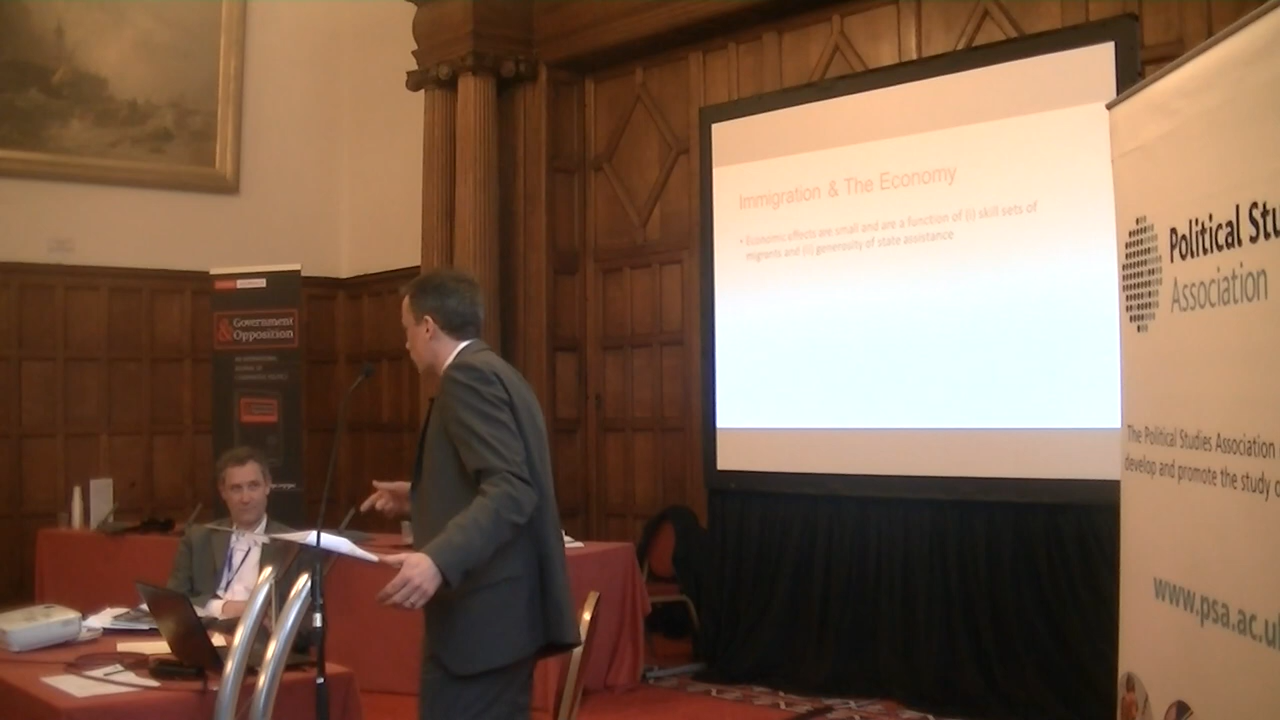 Immigration & The Economy
• Economic effects are small and are a function of (i) skill sets of
migrants and (ii) generosity of state assistance
& Government
Opposition
Political Stu
Association
The Political Studies Association
develop and promote the study o
www.psa.ac.u